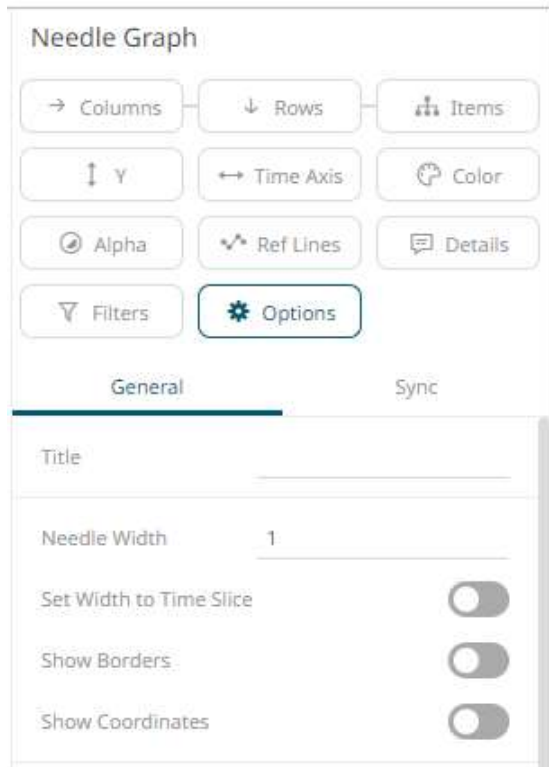 Needle Graph
Columns Rows Items
Y Time Axis Color
Alpha Ref Lines Details
Filters Options
General Sync
Title
Needle Width 1
Set Width to Time Slice
Show Borders
Show Coordinates